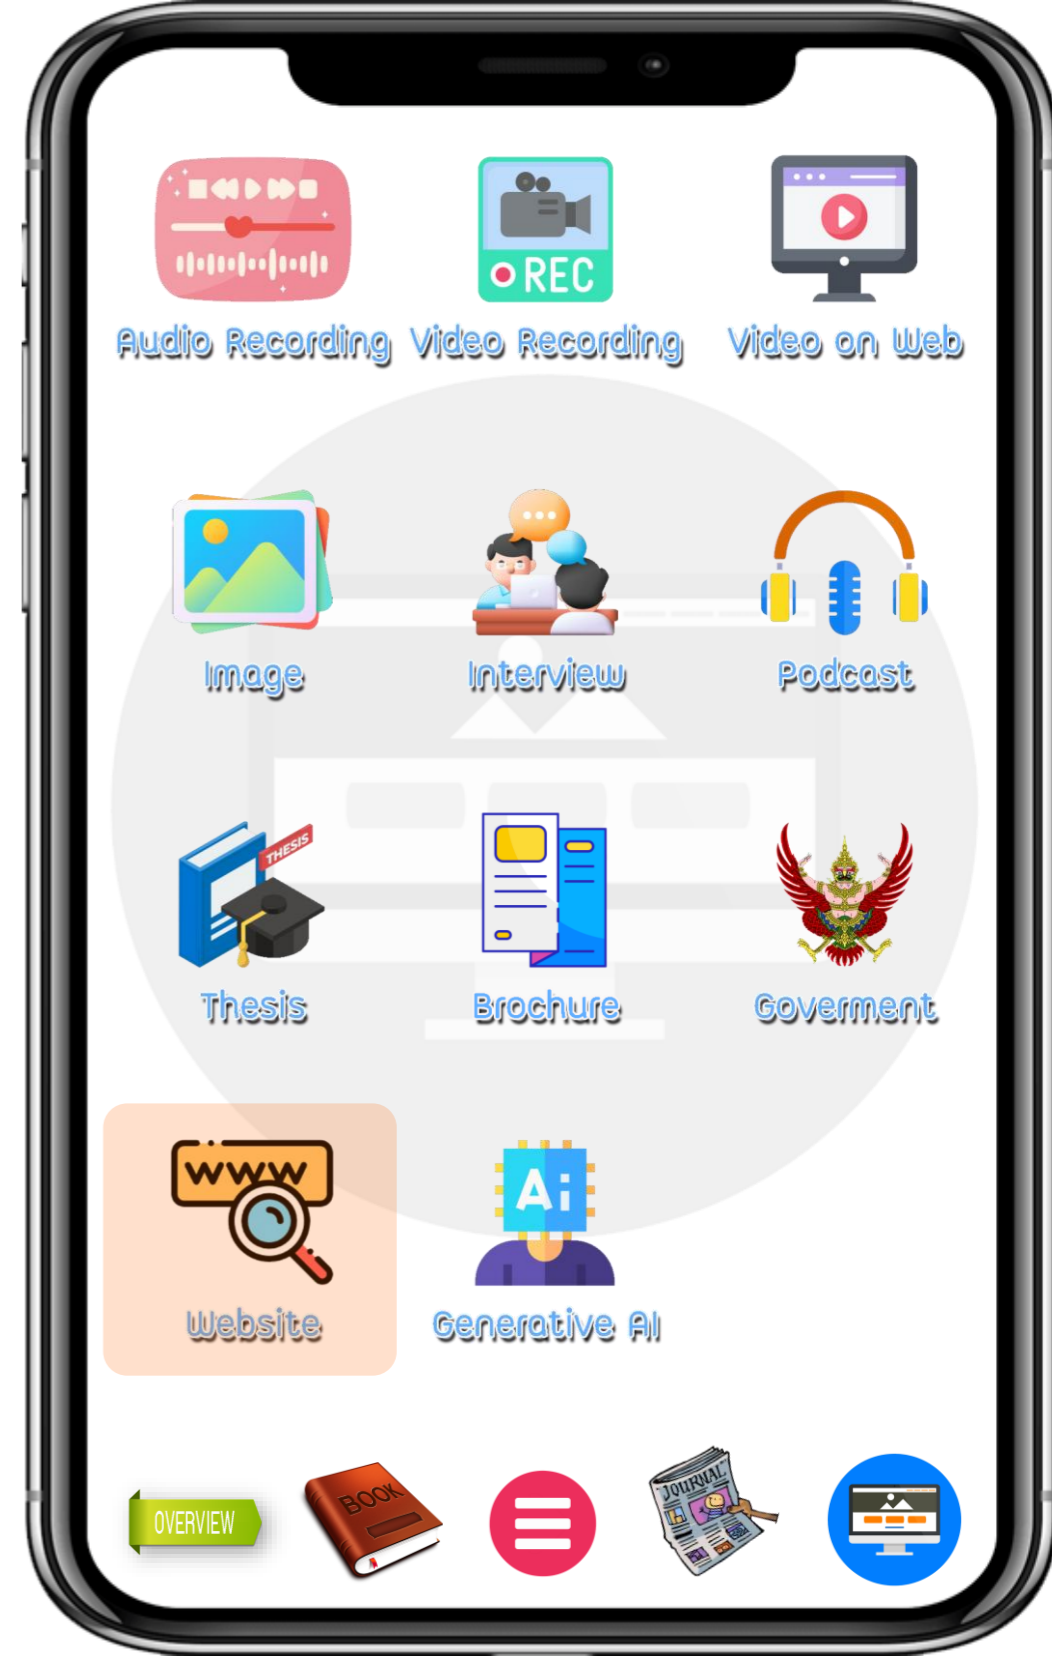 REC
Audio Recording Video Recording Video on Web
Image Interview Podcast
THESIS
Thesis Brochure Goverment
www
Ai
Website Generative AI
OVERVIEW
BOOK
JOURNAL